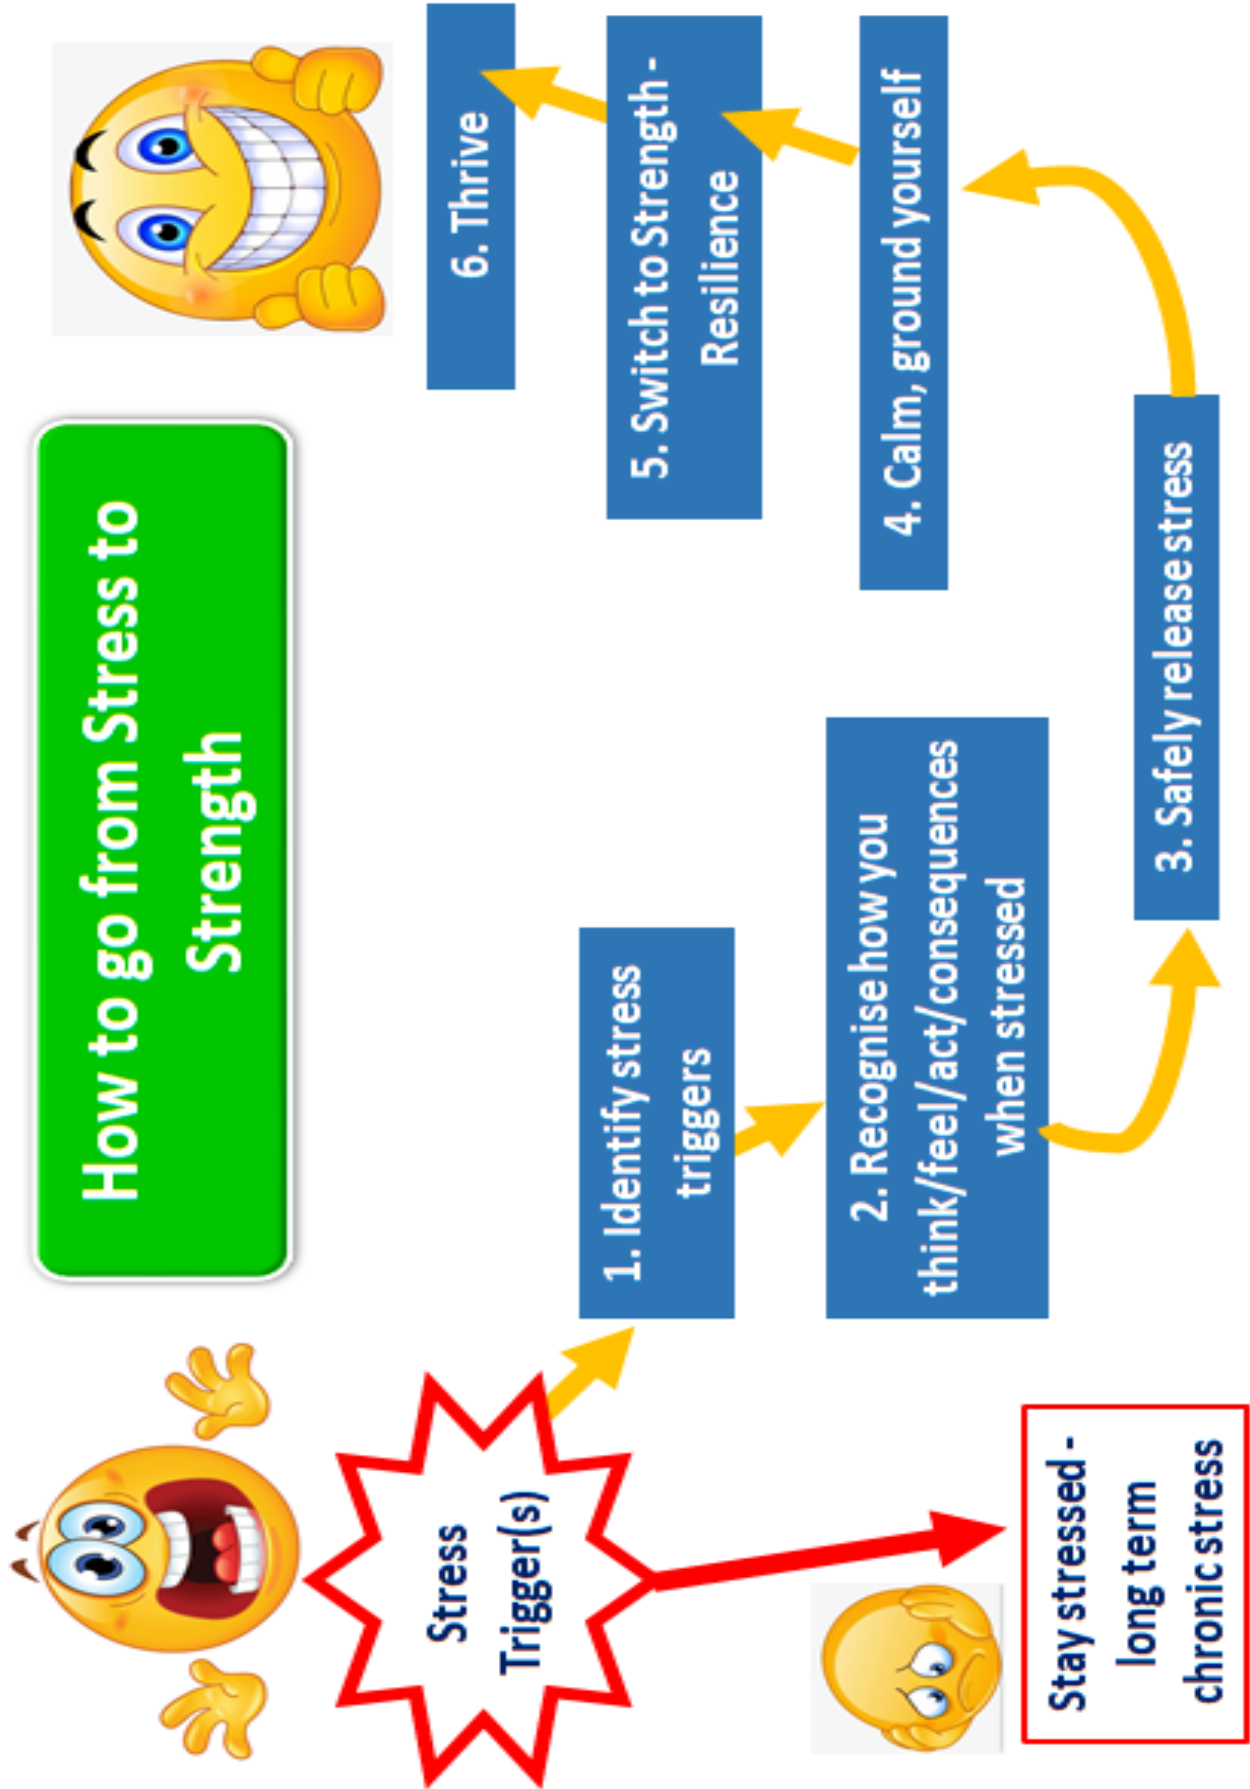 How to go from Stress to
Strength
Stress
Trigger(s)
1. Identify stress
triggers
2. Recognise how you
think/feel/act/consequences
when stressed
3. Safely release stress
4. Calm, ground yourself
5. Switch to Strength -
Resilience
6. Thrive
Stay stressed -
long term
chronic stress